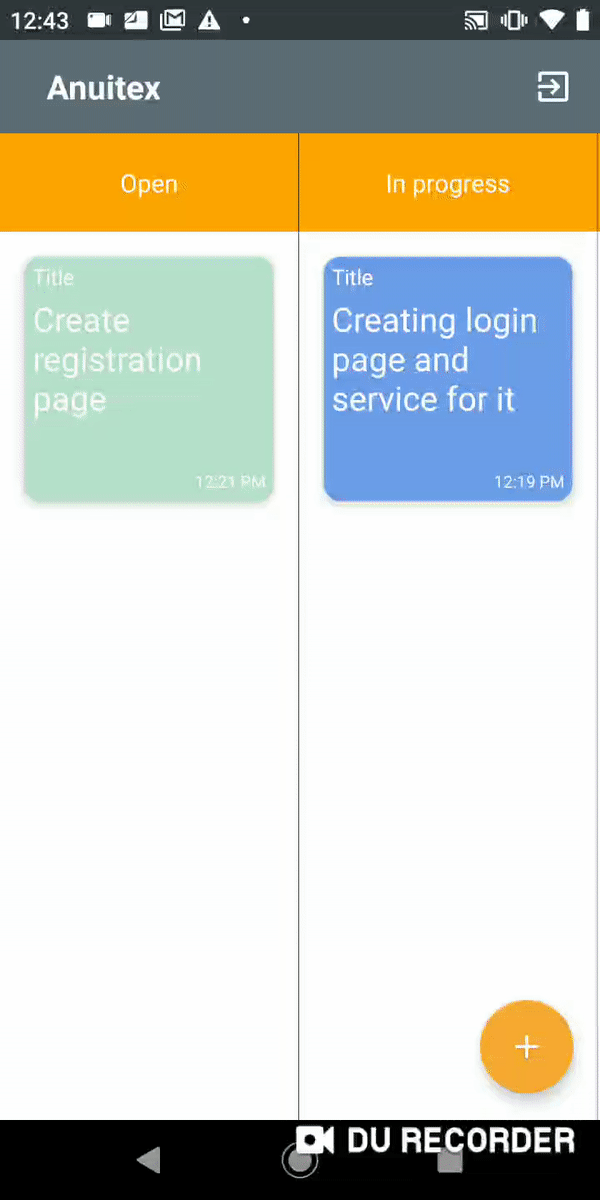 12:43
Anuitex
Open
In progress
Title
Create
registration
page
12:21 PM
Title
Creating login
page and
service for it
12:19 PM
+
DU RECORDER